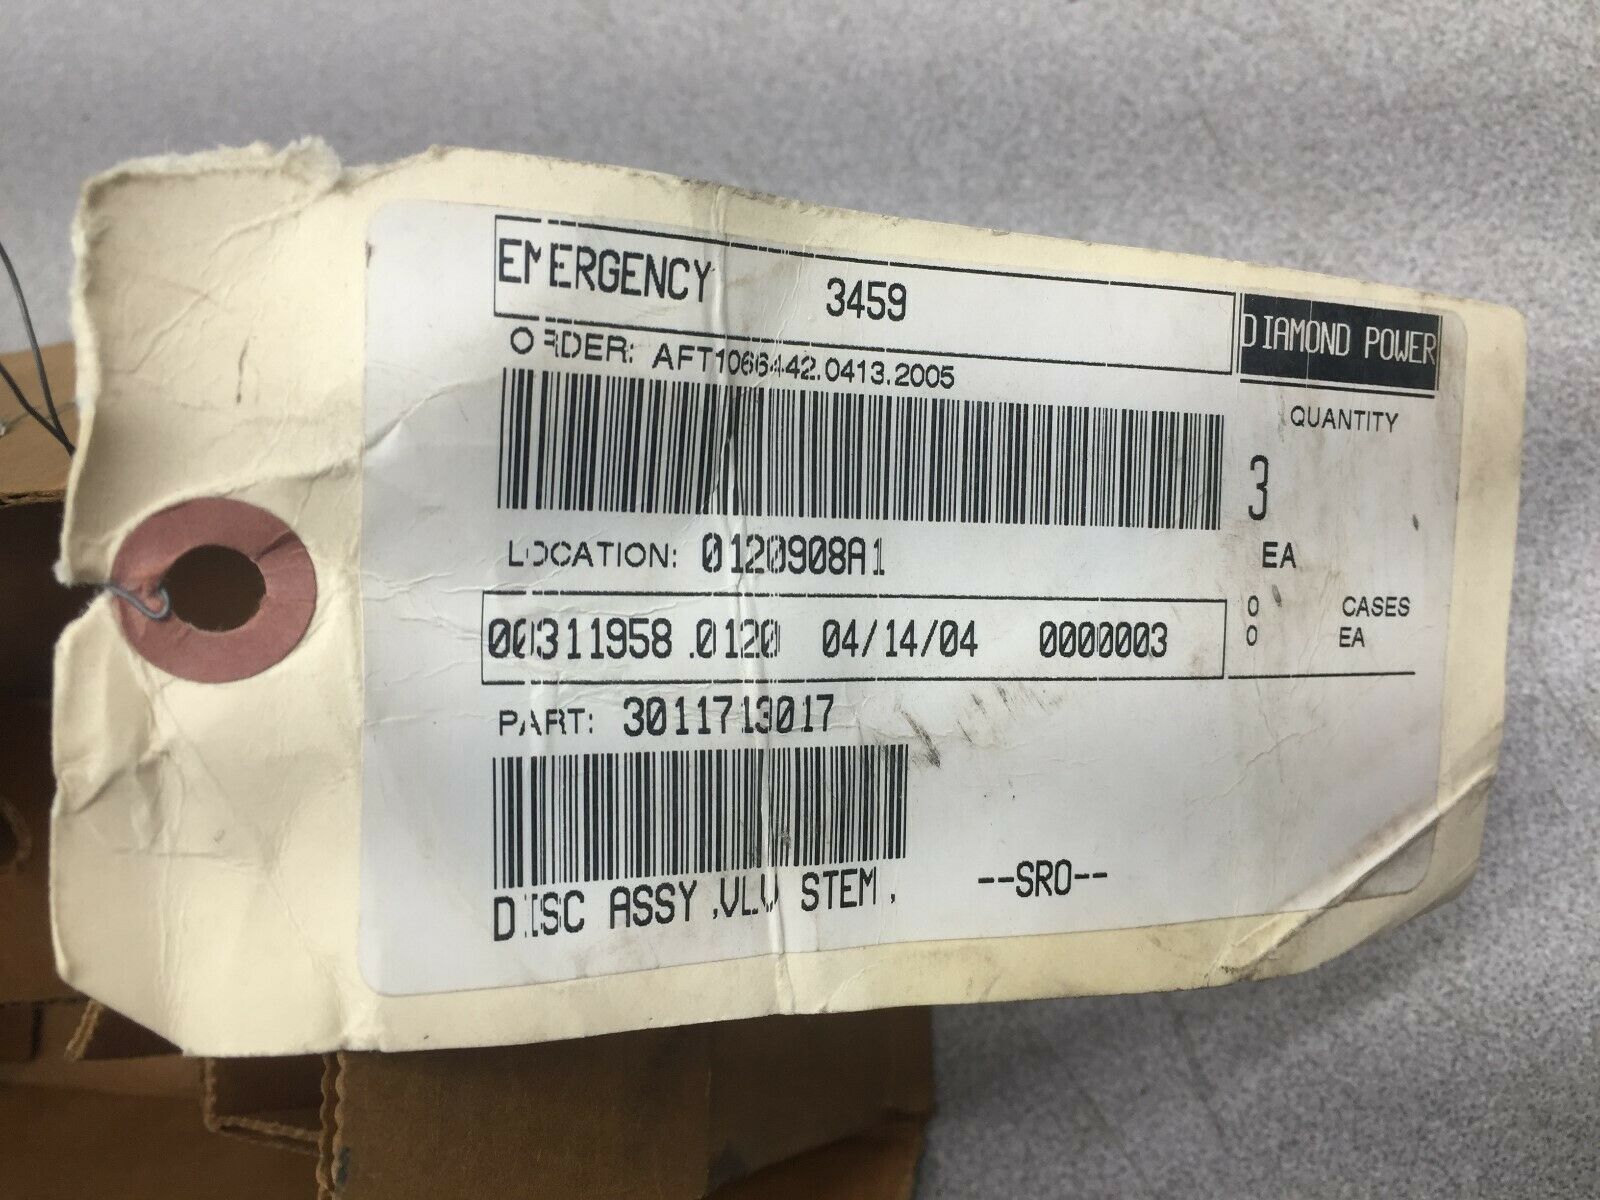 EMERGENCY 3459
DIAMOND POWER
ORDER: AFT1066442.0413.2005
QUANTITY
3
EA
LOCATION: 0120908A1
0 CASES
0 EA
00311958.0120 04/14/04 0000003
PART: 3011713017
DISC ASSY,VLV STEM, --SRO--